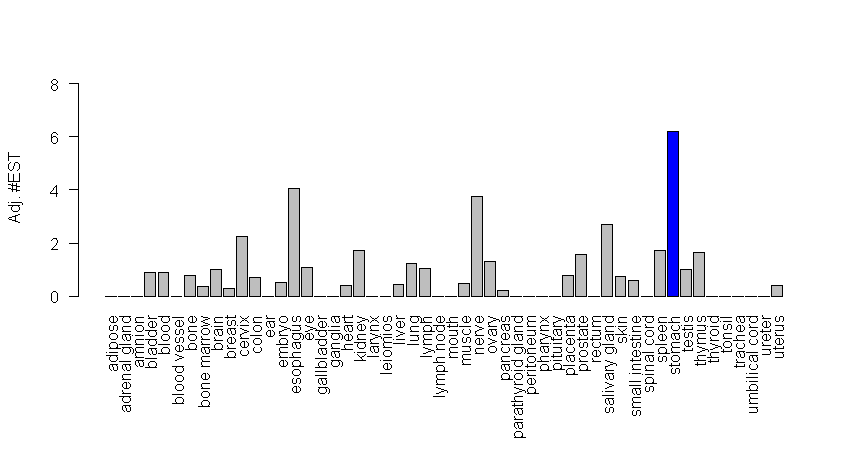 8
6
4
2
0
Adj. #EST
adipose
adrenal gland
amnion
bladder
blood
blood vessel
bone
bone marrow
brain
breast
cervix
colon
ear
embryo
esophagus
eye
gallbladder
ganglia
heart
kidney
larynx
leiomios
liver
lung
lymph
lymph node
mouth
muscle
nerve
ovary
pancreas
parathyroid gland
peritoneum
pharynx
pituitary
placenta
prostate
rectum
salivary gland
skin
small intestine
spinal cord
spleen
stomach
testis
thymus
thyroid
tonsil
trachea
umbilical cord
ureter
uterus